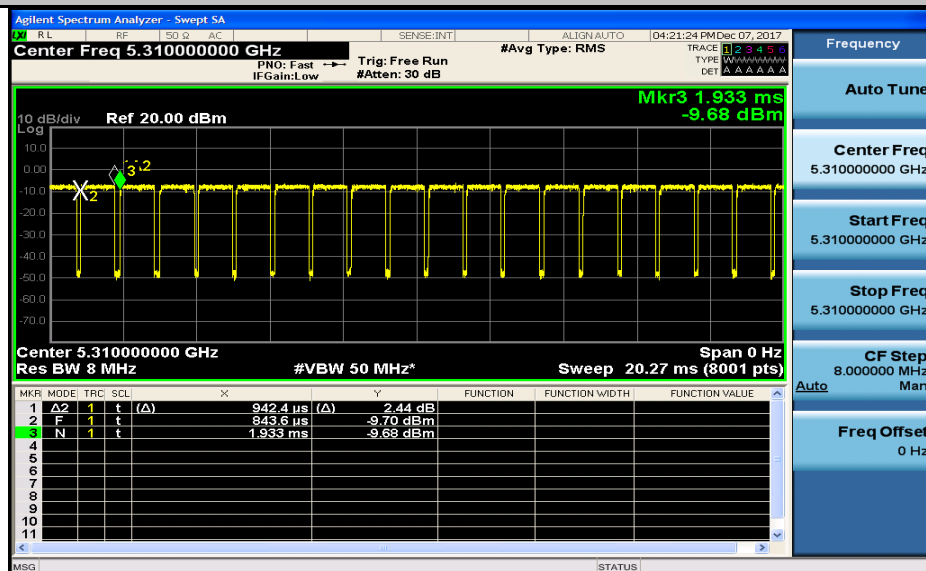 Agilent Spectrum Analyzer - Swept SA
LXI RL RF 50 Ω AC SENSE:INT ALIGN AUTO 04:21:24 PM Dec 07, 2017
Center Freq 5.310000000 GHz #Avg Type: RMS TRACE 1 2 3 4 5 6
PNO: Fast Trig: Free Run TYPE W
IFGain:Low #Atten: 30 dB DET A A A A A A
Mkr3 1.933 ms
10 dB/div Ref 20.00 dBm -9.68 dBm
Log
10.0
0.00
-10.0
-20.0
-30.0
-40.0
-50.0
-60.0
-70.0
3
2
Center 5.310000000 GHz Span 0 Hz
Res BW 8 MHz #VBW 50 MHz* Sweep 20.27 ms (8001 pts)
MKR MODE TRC SCL X Y FUNCTION FUNCTION WIDTH FUNCTION VALUE
1 Δ2 1 t (Δ) 942.4 µs (Δ) 2.44 dB
2 F 1 t 843.6 µs -9.70 dBm
3 N 1 t 1.933 ms -9.68 dBm
4
5
6
7
8
9
10
11
MSG STATUS
Frequency
Auto Tune
Center Freq
5.310000000 GHz
Start Freq
5.310000000 GHz
Stop Freq
5.310000000 GHz
CF Step
8.000000 MHz
Auto Man
Freq Offset
0 Hz